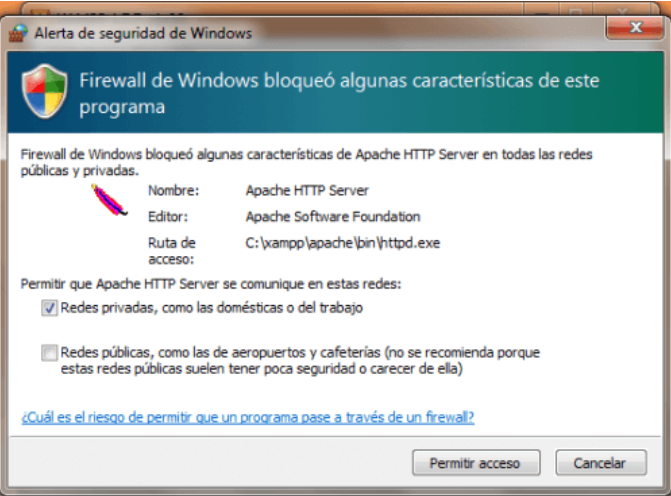 Alerta de seguridad de Windows
Firewall de Windows bloqueó algunas características de este
programa
Firewall de Windows bloqueó algunas características de Apache HTTP Server en todas las redes
públicas y privadas.
Nombre: Apache HTTP Server
Editor: Apache Software Foundation
Ruta de C:\xampp\apache\bin\httpd.exe
acceso:
Permitir que Apache HTTP Server se comunique en estas redes:
Redes privadas, como las domésticas o del trabajo
Redes públicas, como las de aeropuertos y cafeterías (no se recomienda porque
estas redes públicas suelen tener poca seguridad o carecer de ella)
¿Cuál es el riesgo de permitir que un programa pase a través de un firewall?
Permitir acceso Cancelar